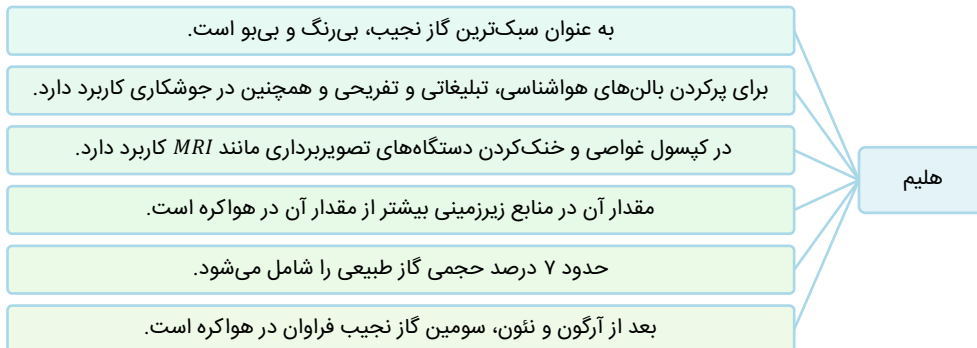 هلیم
به عنوان سبک‌ترین گاز نجیب، بی‌رنگ و بی‌بو است.
برای پرکردن بالن‌های هواشناسی، تبلیغاتی و تفریحی و همچنین در جوشکاری کاربرد دارد.
در کپسول غواصی و خنک‌کردن دستگاه‌های تصویربرداری مانند MRI کاربرد دارد.
مقدار آن در منابع زیرزمینی بیشتر از مقدار آن در هواکره است.
حدود ۷ درصد حجمی گاز طبیعی را شامل می‌شود.
بعد از آرگون و نئون، سومین گاز نجیب فراوان در هواکره است.